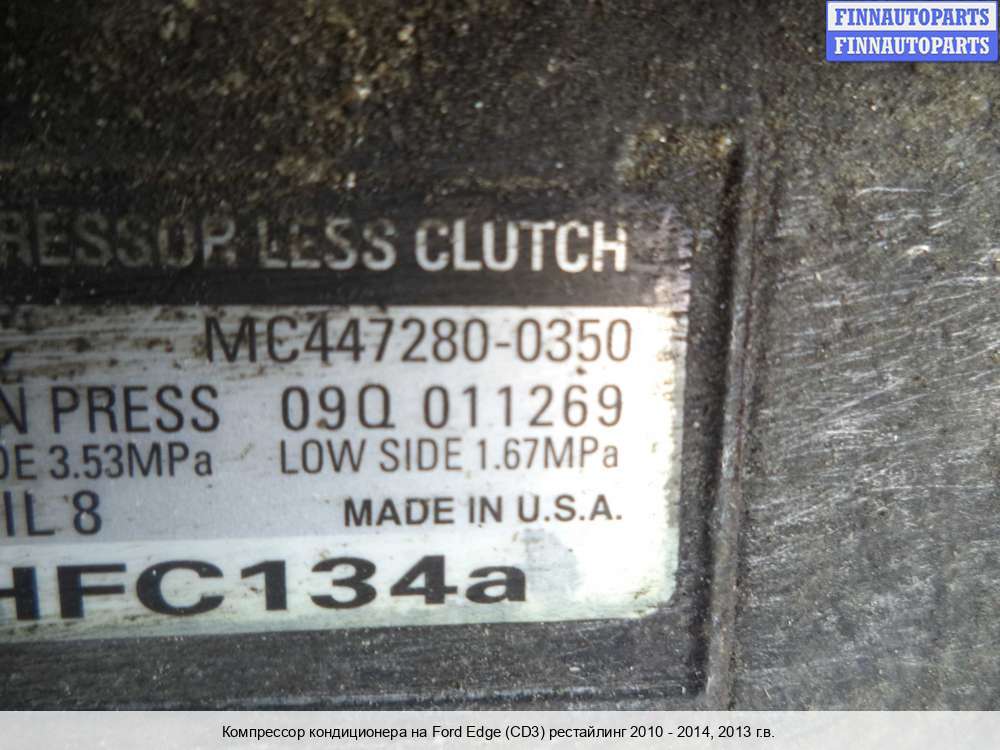 FINNAUTOPARTS
FINNAUTOPARTS
RESSOR LESS CLUTCH
MC447280-0350
N PRESS 09Q 011269
DE 3.53MPa LOW SIDE 1.67MPa
IL 8 MADE IN U.S.A.
HFC134a
Компрессор кондиционера на Ford Edge (CD3) рестайлинг 2010 - 2014, 2013 г.в.